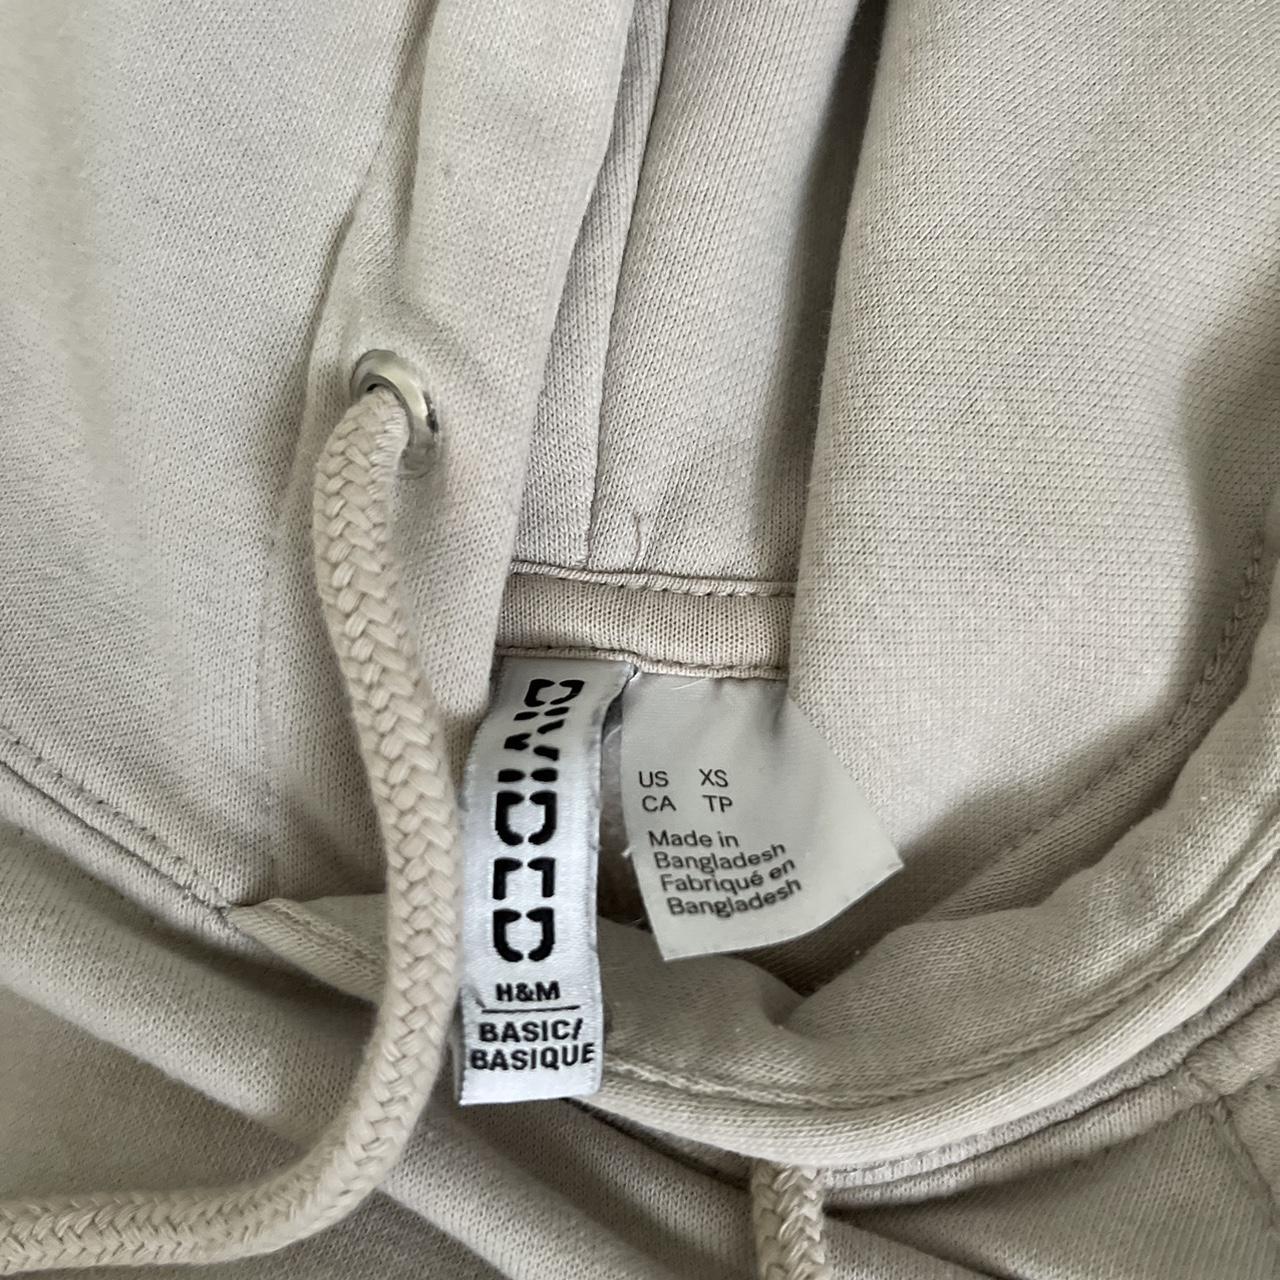 DIVIDED
H&M
BASIC/
BASIQUE
US XS
CA TP
Made in
Bangladesh
Fabriqué en
Bangladesh